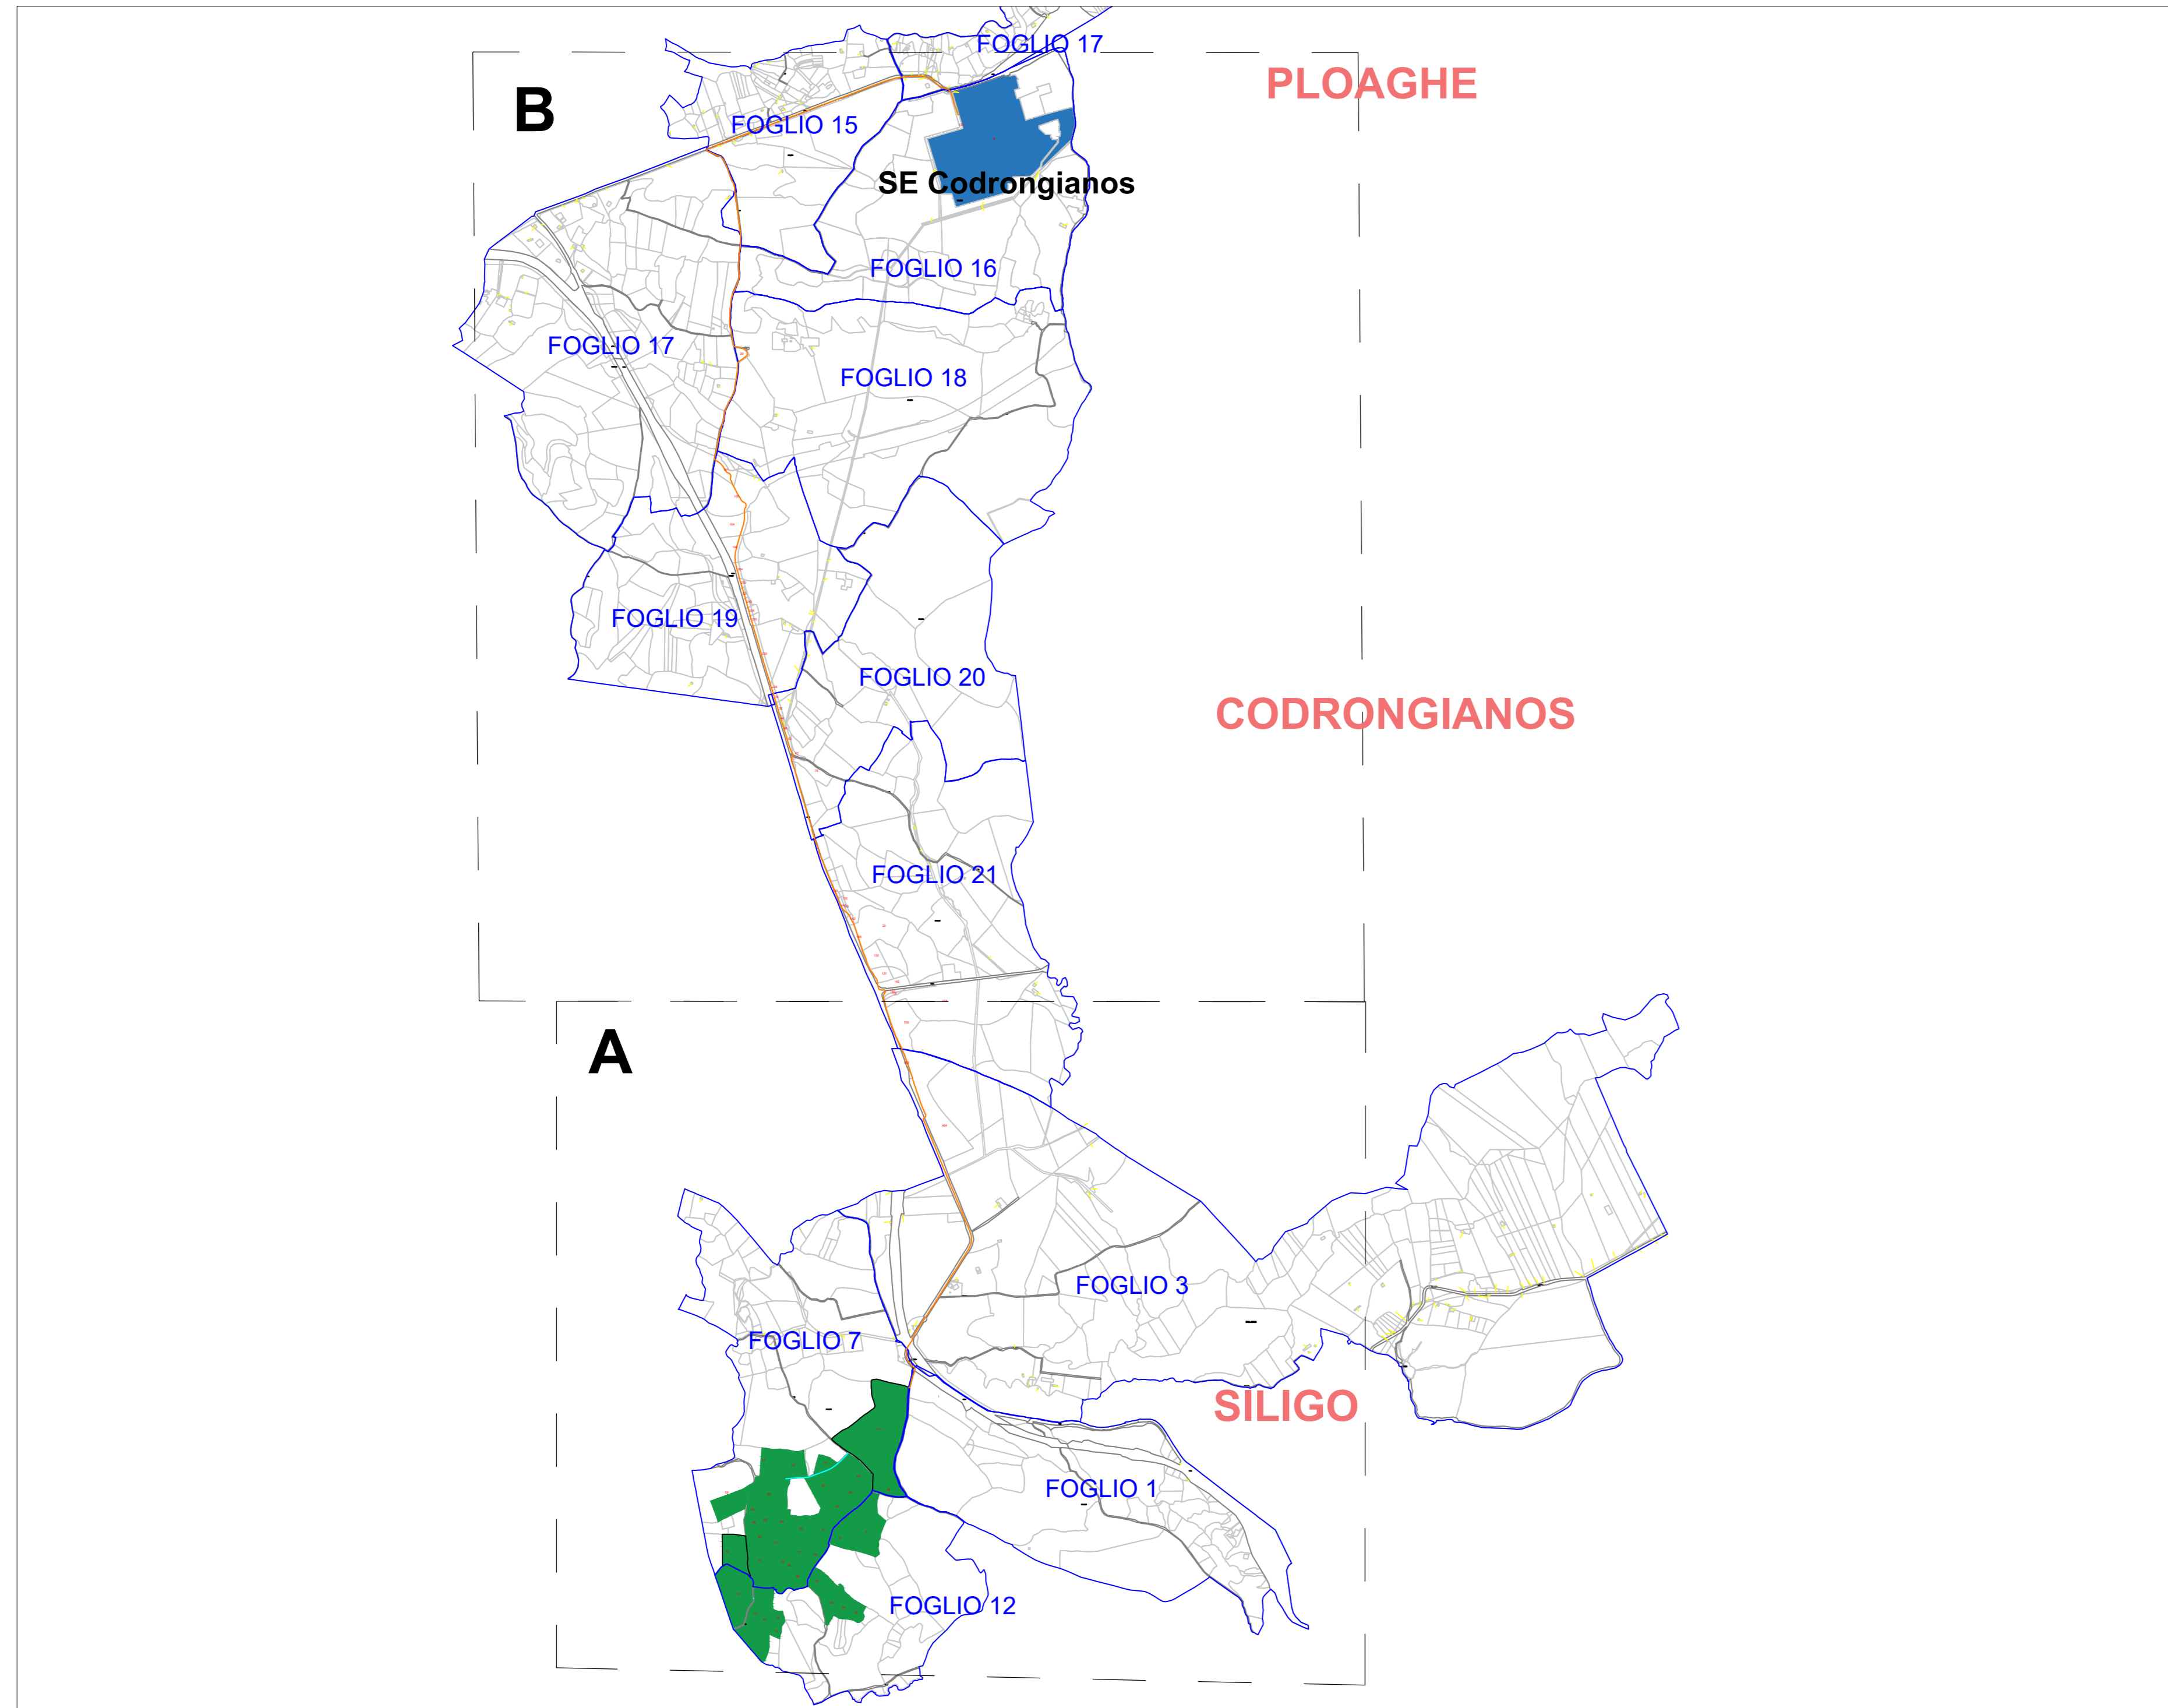 FOGLIO 17
PLOAGHE
B
FOGLIO 15
SE Codrongianos
FOGLIO 16
FOGLIO 17
FOGLIO 18
FOGLIO 19
FOGLIO 20
CODRONGIANOS
FOGLIO 21
A
FOGLIO 3
FOGLIO 7
SILIGO
FOGLIO 1
FOGLIO 12